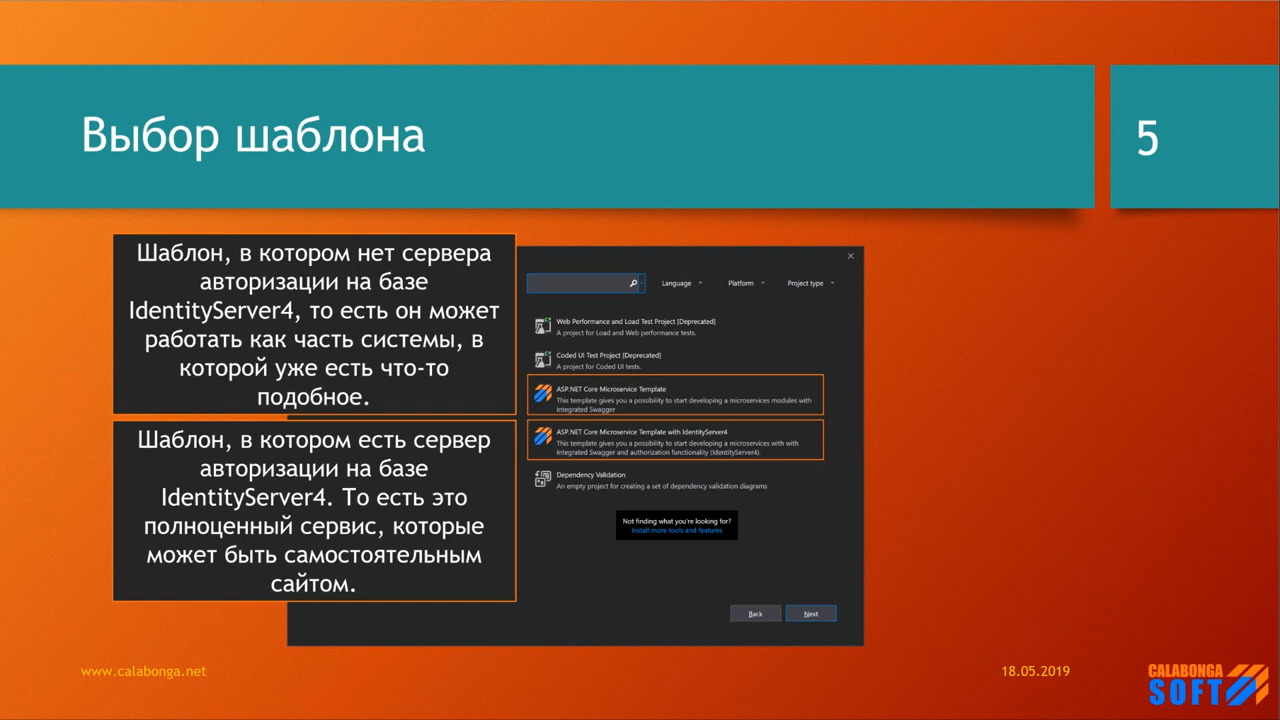 Выбор шаблона
5
Шаблон, в котором нет сервера
авторизации на базе
IdentityServer4, то есть он может
работать как часть системы, в
которой уже есть что-то
подобное.
Шаблон, в котором есть сервер
авторизации на базе
IdentityServer4. То есть это
полноценный сервис, которые
может быть самостоятельным
сайтом.
Language
Platform
Project type
Web Performance and Load Test Project [Deprecated]
A project for Load and Web performance tests.
Coded UI Test Project [Deprecated]
A project for Coded UI tests.
ASP.NET Core Microservice Template
This template gives you a possibility to start developing a microservices modules with
integrated Swagger
ASP.NET Core Microservice Template with IdentityServer4
This template gives you a possibility to start developing a microservices with with
integrated Swagger and authorization functionality (IdentityServer4).
Dependency Validation
An empty project for creating a set of dependency validation diagrams
Not finding what you're looking for?
Install more tools and features
Back
Next
www.calabonga.net
18.05.2019
CALABONGA
SOFT